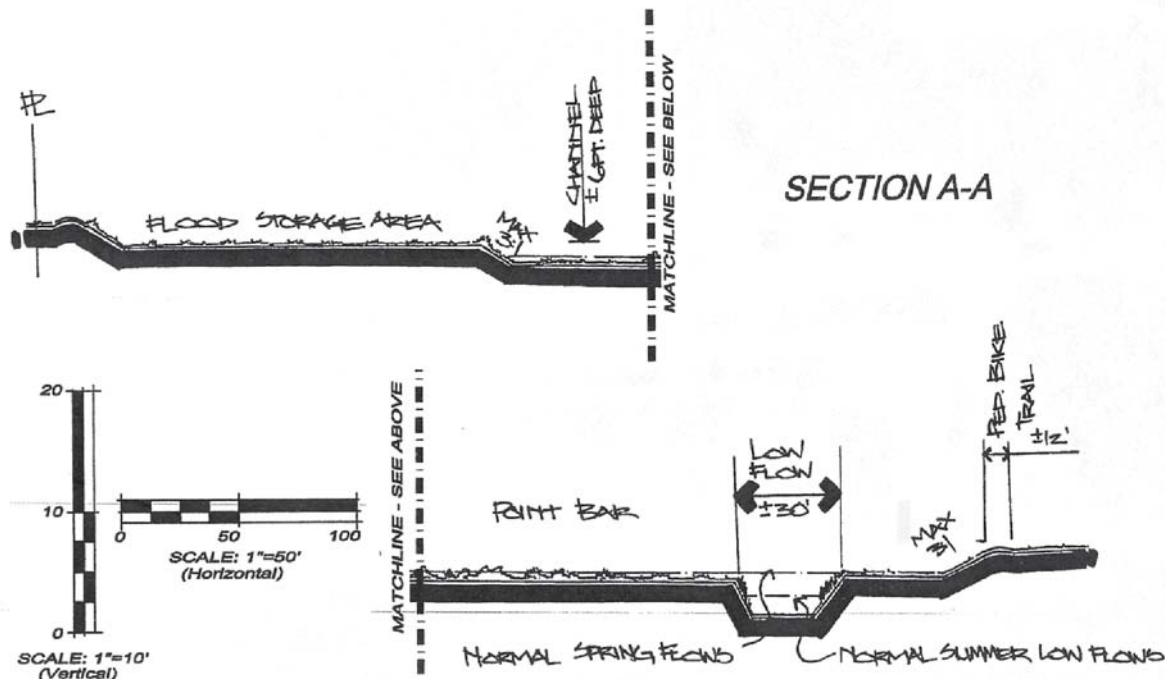 PL
FLOOD STORAGE AREA
MAX
3:1
CHANNEL
±6FT. DEEP
MATCHLINE - SEE BELOW
SECTION A-A
20
10
0
SCALE: 1"=10'
(Vertical)
0
50
100
SCALE: 1"=50'
(Horizontal)
MATCHLINE - SEE ABOVE
POINT BAR
LOW
FLOW
±30'
MAX
3/
PED. BIKE
TRAIL
±12'
NORMAL SPRING FLOWS
NORMAL SUMMER LOW FLOWS